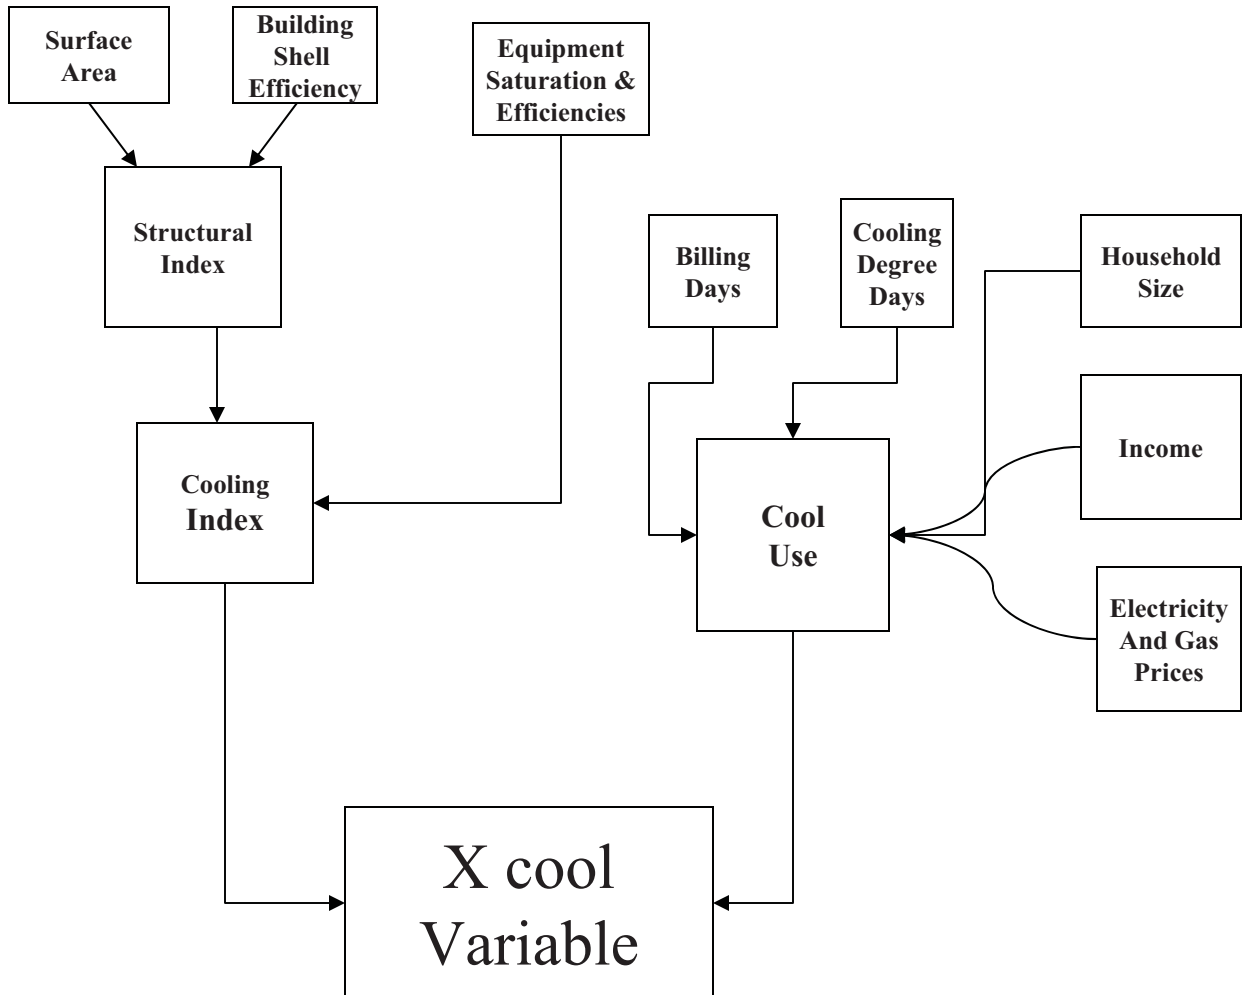 Surface
Area
Building
Shell
Efficiency
Equipment
Saturation &
Efficiencies
Structural
Index
Billing
Days
Cooling
Degree
Days
Household
Size
Income
Cooling
Index
Cool
Use
Electricity
And Gas
Prices
X cool
Variable